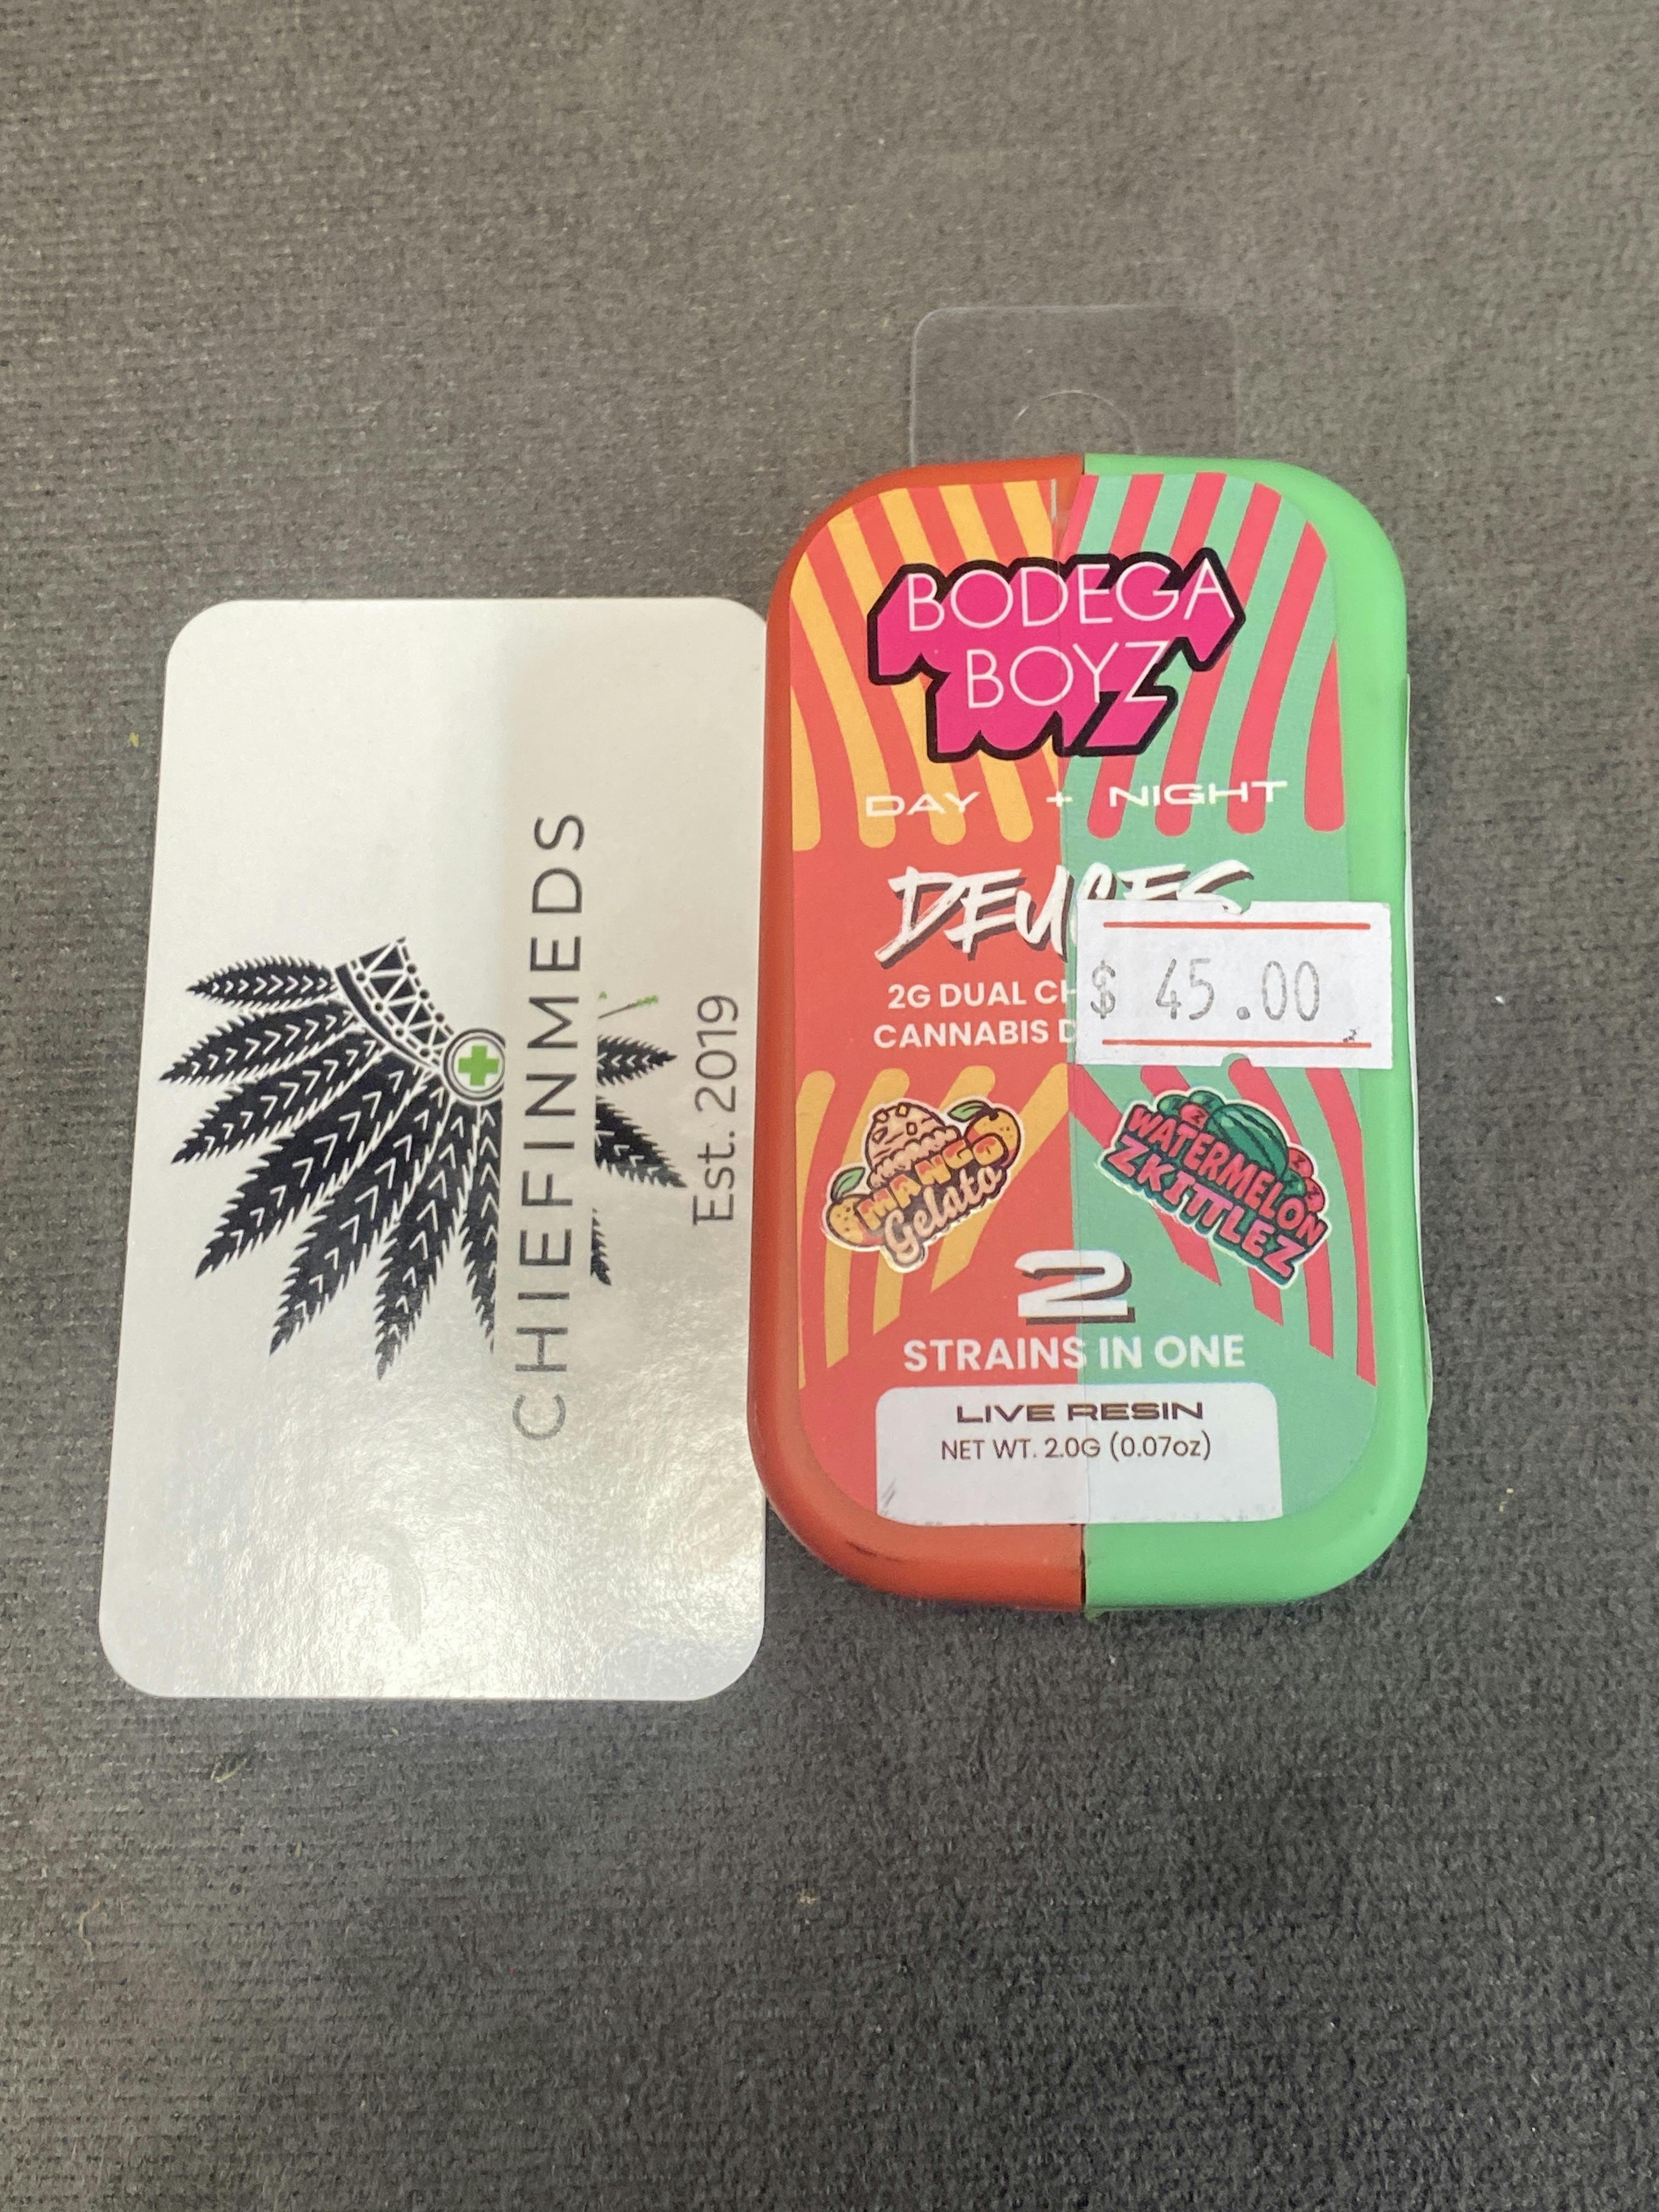 CHIEFINMEDS
Est. 2019
BODEGA
BOYZ
DAY + NIGHT
DEUCES
2G DUAL
CANNABIS
$ 45.00
MANGO
Gelato
WATERMELON
ZKITTLEZ
2
STRAINS IN ONE
LIVE RESIN
NET WT. 2.0G (0.07oz)